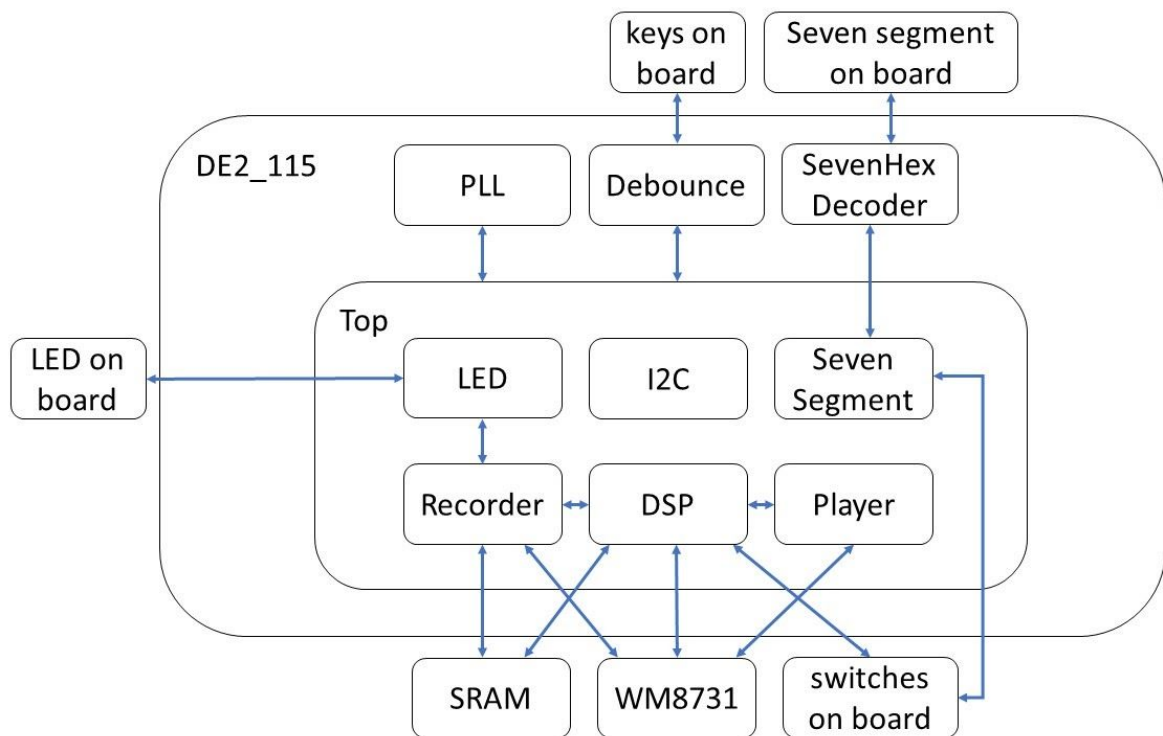 keys on
board
Seven segment
on board
DE2_115
PLL
Debounce
SevenHex
Decoder
Top
LED on
board
LED
I2C
Seven
Segment
Recorder
DSP
Player
SRAM
WM8731
switches
on board